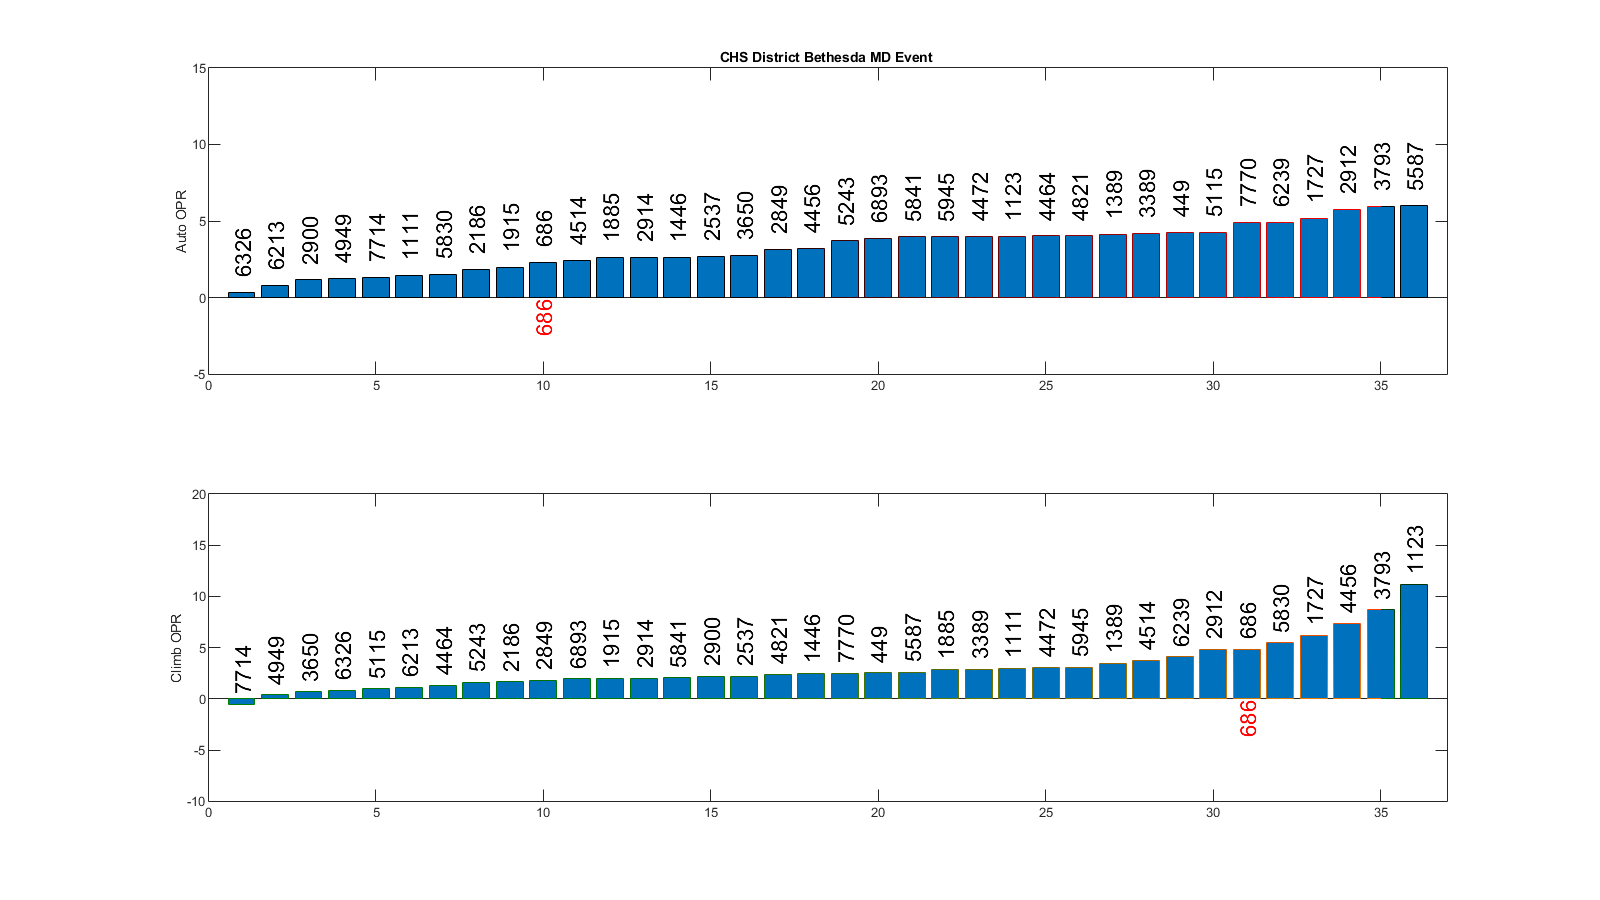 CHS District Bethesda MD Event
15
10
5
0
-5
Auto OPR
6326 6213 2900 4949 7714 1111 5830 2186 1915 686 4514 1885 2914 1446 2537 3650 2849 4456 5243 6893 5841 5945 4472 1123 4464 4821 1389 3389 449 5115 7770 6239 1727 2912 3793 5587
686
0 5 10 15 20 25 30 35
20
15
10
5
0
-5
-10
Climb OPR
7714 4949 3650 6326 5115 6213 4464 5243 2186 2849 6893 1915 2914 5841 2900 2537 4821 1446 7770 449 5587 1885 3389 1111 4472 5945 1389 4514 6239 2912 686 5830 1727 4456 3793 1123
686
0 5 10 15 20 25 30 35